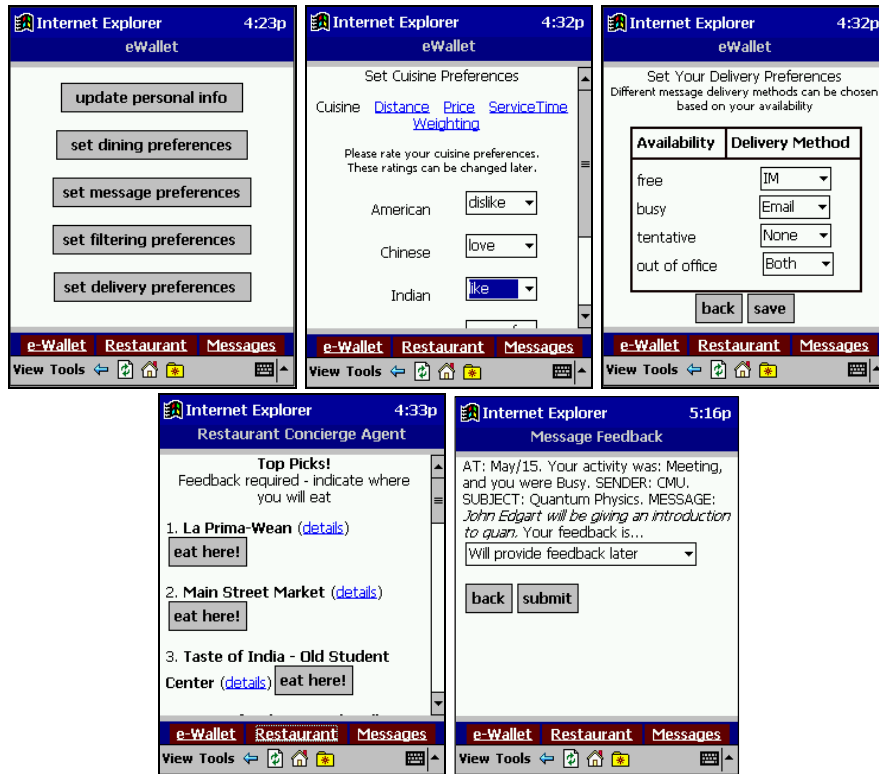 Internet Explorer 4:23p
eWallet
update personal info
set dining preferences
set message preferences
set filtering preferences
set delivery preferences
e-Wallet Restaurant Messages
View Tools
Internet Explorer 4:32p
eWallet
Set Cuisine Preferences
Cuisine Distance Price ServiceTime
Weighting
Please rate your cuisine preferences.
These ratings can be changed later.
American dislike
Chinese love
Indian like
e-Wallet Restaurant Messages
View Tools
Internet Explorer 4:32p
eWallet
Set Your Delivery Preferences
Different message delivery methods can be chosen
based on your availability
Availability Delivery Method
free IM
busy Email
tentative None
out of office Both
back save
e-Wallet Restaurant Messages
View Tools
Internet Explorer 4:33p
Restaurant Concierge Agent
Top Picks!
Feedback required - indicate where
you will eat
1. La Prima-Wean (details)
eat here!
2. Main Street Market (details)
eat here!
3. Taste of India - Old Student
Center (details) eat here!
e-Wallet Restaurant Messages
View Tools
Internet Explorer 5:16p
Message Feedback
AT: May/15. Your activity was: Meeting,
and you were Busy. SENDER: CMU.
SUBJECT: Quantum Physics. MESSAGE:
John Edgart will be giving an introduction
to quan. Your feedback is...
Will provide feedback later
back submit
e-Wallet Restaurant Messages
View Tools